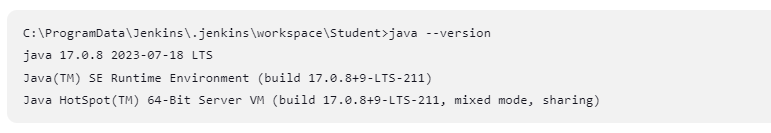 C:\ProgramData\Jenkins\.jenkins\workspace\Student>java --version
java 17.0.8 2023-07-18 LTS
Java(TM) SE Runtime Environment (build 17.0.8+9-LTS-211)
Java HotSpot(TM) 64-Bit Server VM (build 17.0.8+9-LTS-211, mixed mode, sharing)